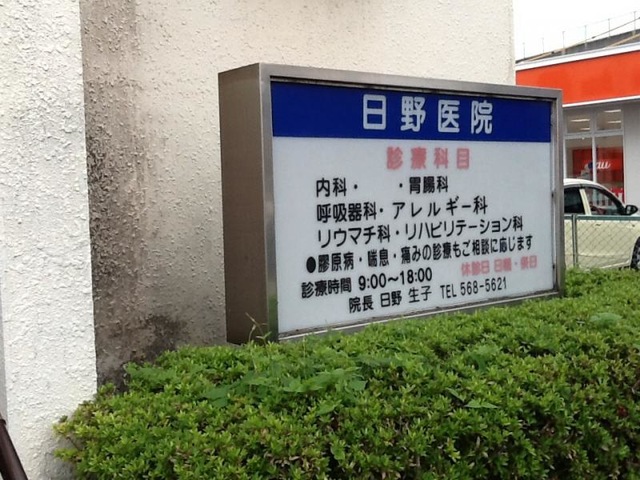 日野医院
診療科目
内科・　・胃腸科
呼吸器科・アレルギー科
リウマチ科・リハビリテーション科
●膠原病・喘息・痛みの診療もご相談に応じます
休診日 日曜・祭日
診療時間 9:00～18:00
院長 日野 生子 TEL 568-5621
au